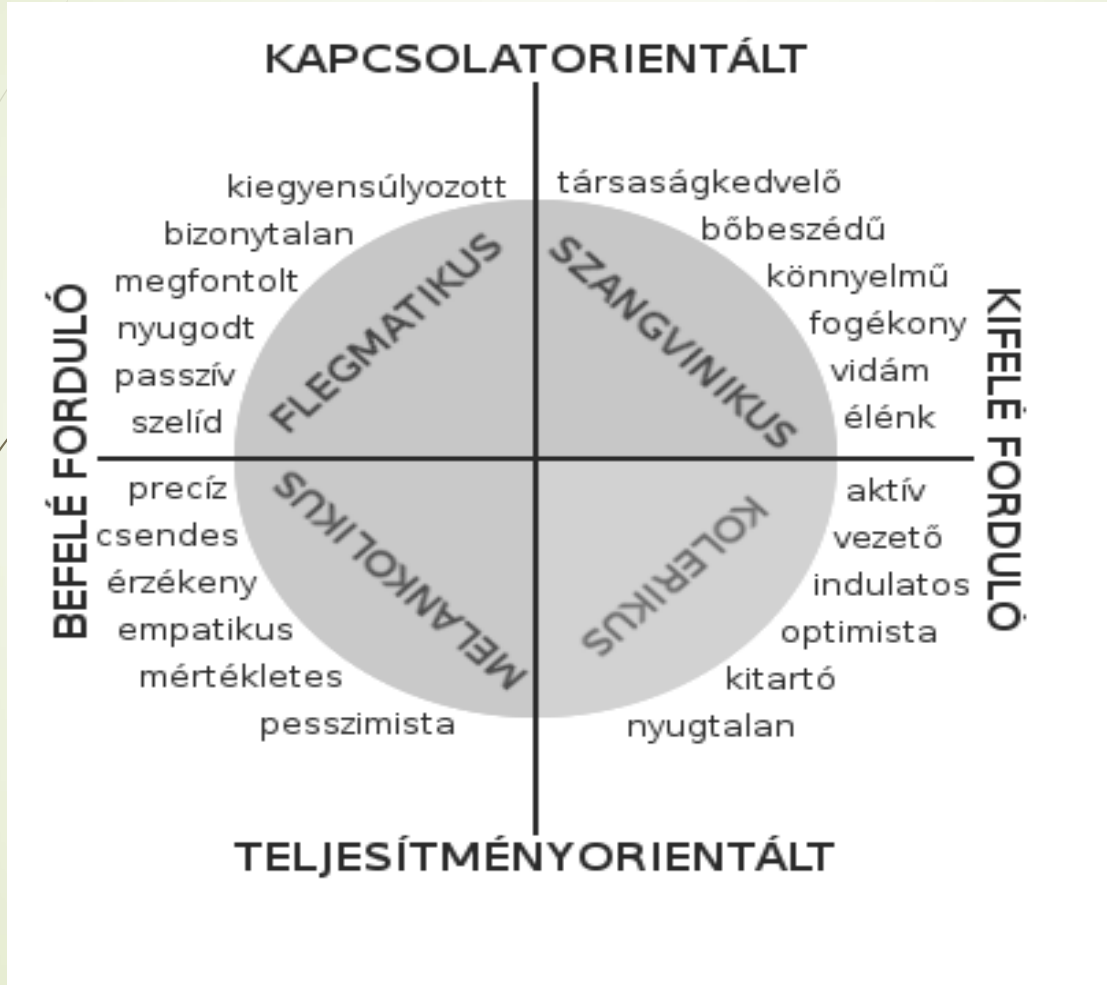 KAPCSOLATORIENTÁLT
kiegyensúlyozott
bizonytalan
megfontolt
nyugodt
passzív
szelíd
FLEGMATIKUS
társaságkedvelő
bőbeszédű
könnyelmű
fogékony
vidám
élénk
SZANGVINIKUS
BEFELÉ FORDULÓ
KIFELÉ FORDULÓ
precíz
csendes
érzékeny
empatikus
mértékletes
pesszimista
MELANKOLIKUS
aktív
vezető
indulatos
optimista
kitartó
nyugtalan
KOLERIKUS
TELJESÍTMÉNYORIENTÁLT